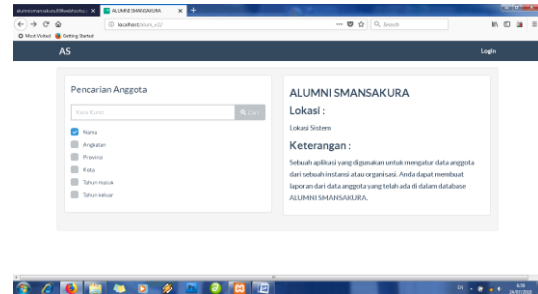 ALUMNI SMANSAKURA
localhost/alum_v2/
Search
Most Visited
Getting Started
AS
Login
Pencarian Anggota
Kata Kunci
Cari
Nama
Angkatan
Provinsi
Kota
Tahun masuk
Tahun keluar
ALUMNI SMANSAKURA
Lokasi :
Lokasi Sistem
Keterangan :
Sebuah aplikasi yang digunakan untuk mengatur data anggota
dari sebuah instansi atau organisasi. Anda dapat membuat
laporan dari data anggota yang telah ada di dalam database
ALUMNI SMANSAKURA.